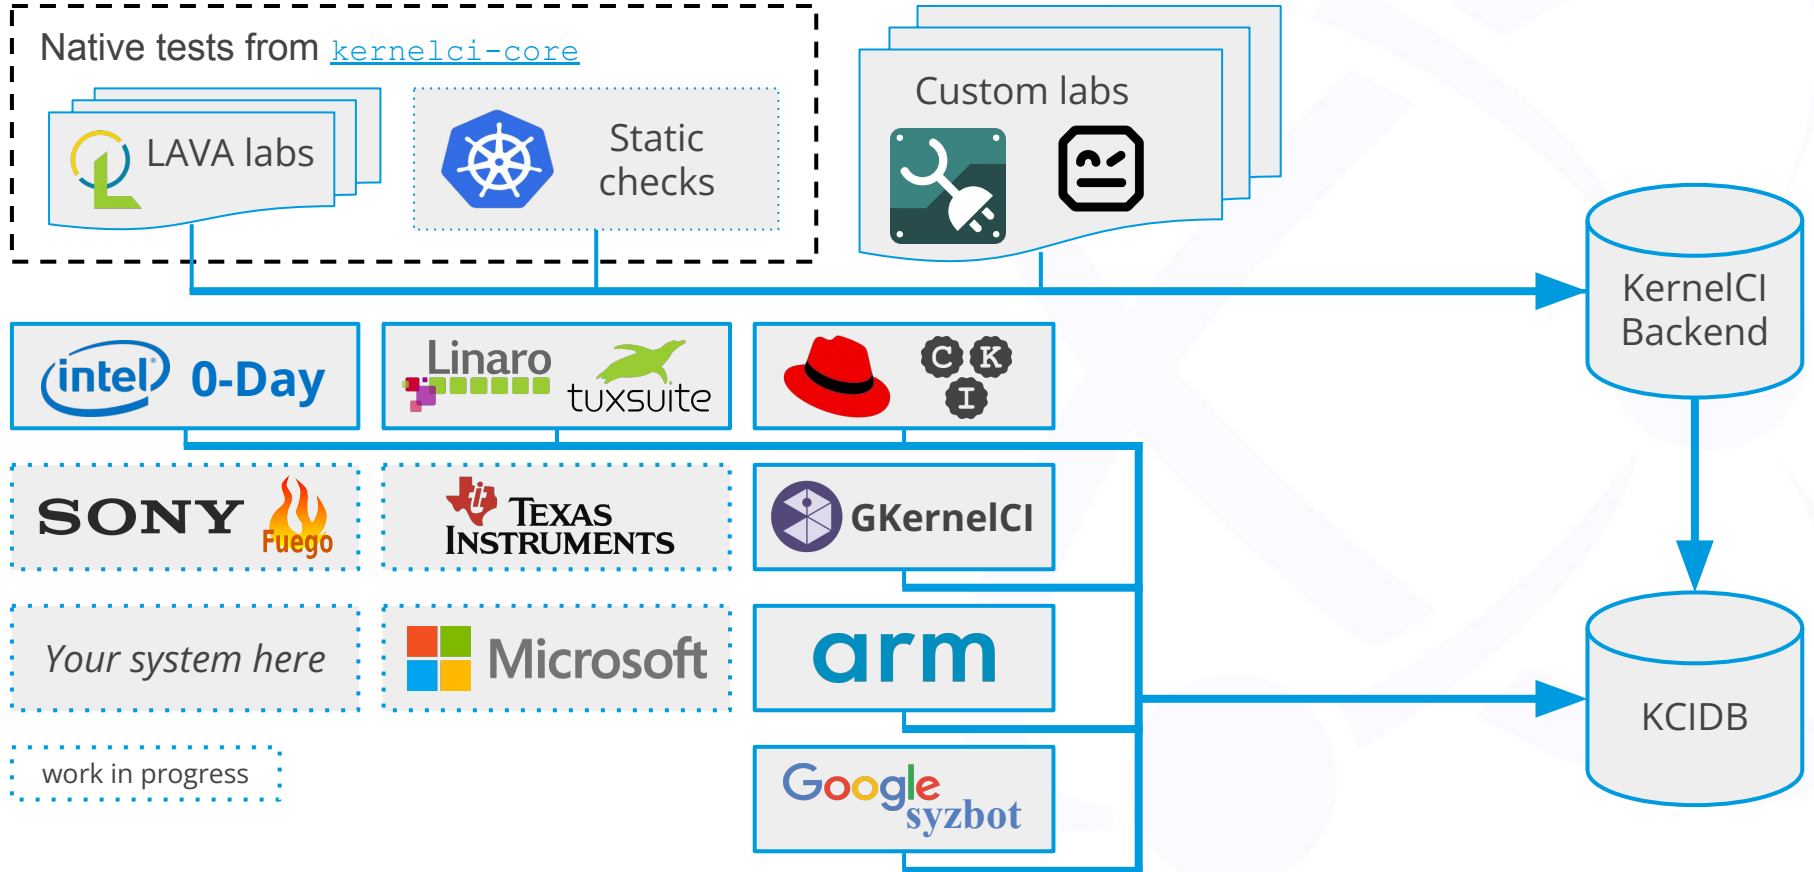 Native tests from kernelci-core
LAVA labs
Static
checks
Custom labs
KernelCI
Backend
intel 0-Day
Linaro
tuxsuite
C K
I
SONY
Fuego
ti
TEXAS
INSTRUMENTS
GKernelCI
Your system here
Microsoft
arm
KCIDB
work in progress
Google
syzbot